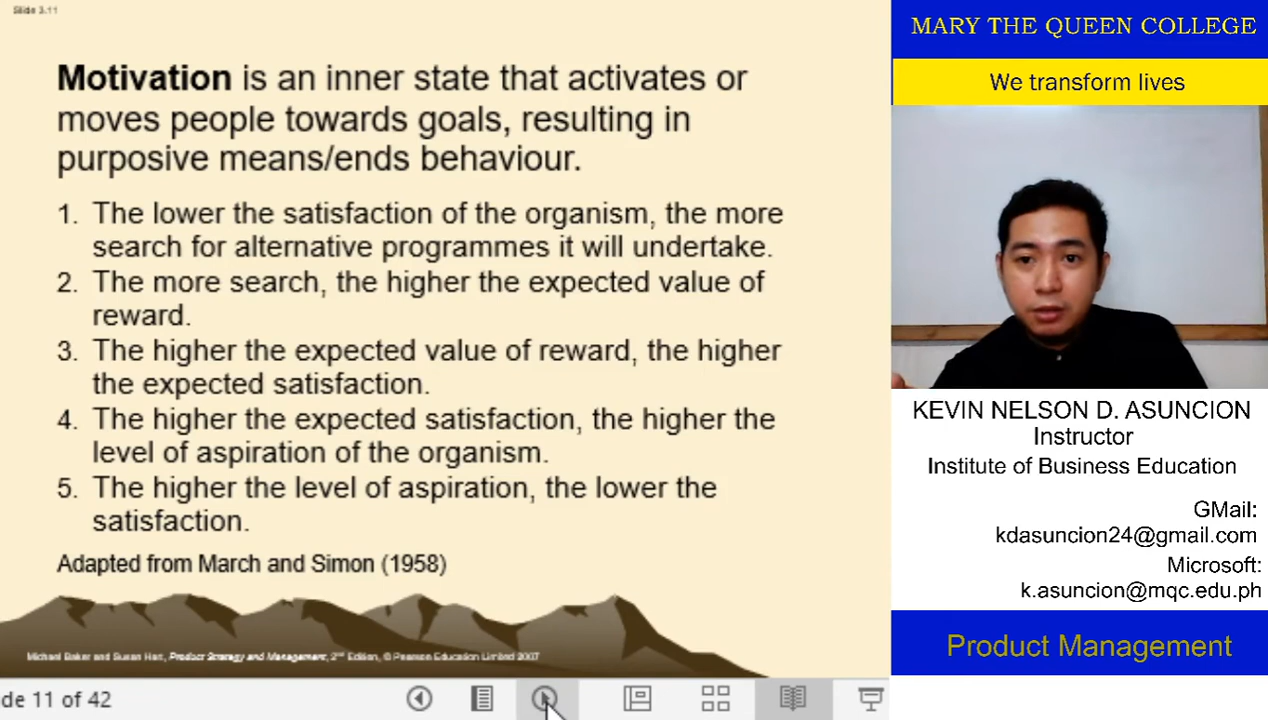 Slide 3.11
Motivation is an inner state that activates or
moves people towards goals, resulting in
purposive means/ends behaviour.
1. The lower the satisfaction of the organism, the more
search for alternative programmes it will undertake.
2. The more search, the higher the expected value of
reward.
3. The higher the expected value of reward, the higher
the expected satisfaction.
4. The higher the expected satisfaction, the higher the
level of aspiration of the organism.
5. The higher the level of aspiration, the lower the
satisfaction.
Adapted from March and Simon (1958)
Michael Baker and Susan Hart, Product Strategy and Management, 2nd Edition, © Pearson Education Limited 2007
de 11 of 42
MARY THE QUEEN COLLEGE
We transform lives
KEVIN NELSON D. ASUNCION
Instructor
Institute of Business Education
GMail:
kdasuncion24@gmail.com
Microsoft:
k.asuncion@mqc.edu.ph
Product Management